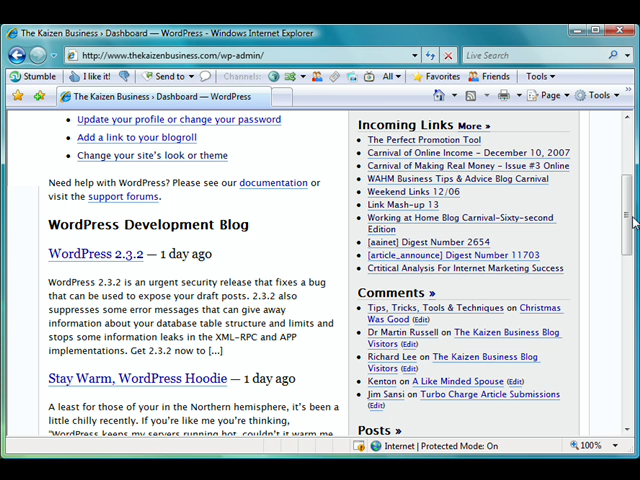 The Kaizen Business › Dashboard — WordPress - Windows Internet Explorer
http://www.thekaizenbusiness.com/wp-admin/
Live Search
Stumble I like it! Send to Channels: All Favorites Friends Tools
The Kaizen Business › Dashboard — WordPress
Page Tools
Update your profile or change your password
Add a link to your blogroll
Change your site's look or theme
Need help with WordPress? Please see our documentation or
visit the support forums.
WordPress Development Blog
WordPress 2.3.2 — 1 day ago
WordPress 2.3.2 is an urgent security release that fixes a bug
that can be used to expose your draft posts. 2.3.2 also
suppresses some error messages that can give away
information about your database table structure and limits and
stops some information leaks in the XML-RPC and APP
implementations. Get 2.3.2 now to [...]
Stay Warm, WordPress Hoodie — 1 day ago
A least for those of your in the Northern hemisphere, it's been a
little chilly recently. If you're like me you're thinking,
"WordPress keeps my servers running hot, couldn't it warm me
Incoming Links More »
The Perfect Promotion Tool
Carnival of Online Income - December 10, 2007
Carnival of Making Real Money - Issue #3 Online
WAHM Business Tips & Advice Blog Carnival
Weekend Links 12/06
Link Mash-up 13
Working at Home Blog Carnival-Sixty-second
Edition
[aainet] Digest Number 2654
[article_announce] Digest Number 11703
Crtitical Analysis For Internet Marketing Success
Comments »
Tips, Tricks, Tools & Techniques on Christmas
Was Good (Edit)
Dr Martin Russell on The Kaizen Business Blog
Visitors (Edit)
Richard Lee on The Kaizen Business Blog
Visitors (Edit)
Kenton on A Like Minded Spouse (Edit)
Jim Sansi on Turbo Charge Article Submissions
(Edit)
Posts »
Internet | Protected Mode: On
100%